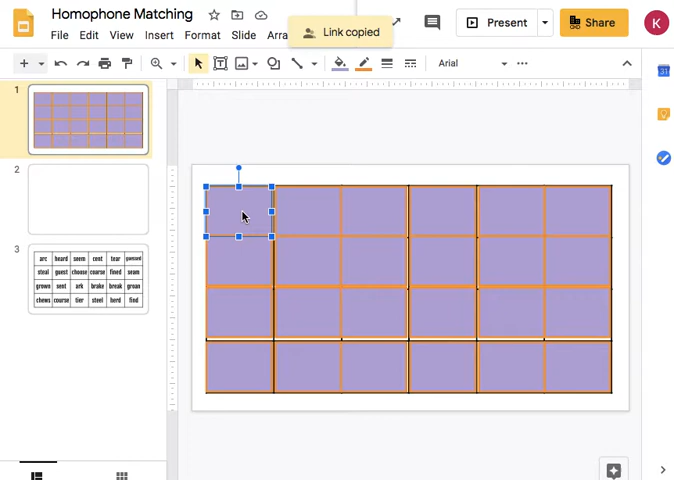 Homophone Matching
Link copied
File Edit View Insert Format Slide Arra
Present
Share
K
Arial
31
1
2
3
arc heard seem cent tear guessed
steal guest choose coarse fined seam
grown sent ark brake break groan
chews course tier steel herd find